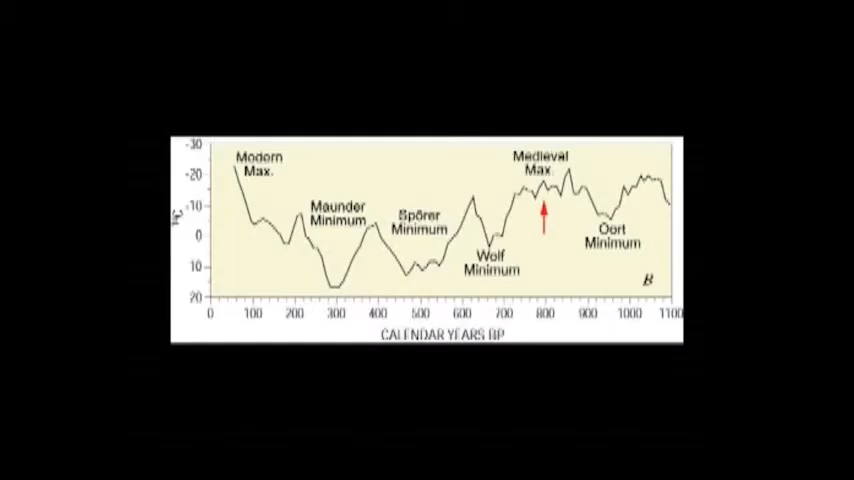 -30
-20
-10
0
10
20
14C
Modern
Max.
Maunder
Minimum
Spörer
Minimum
Wolf
Minimum
Medieval
Max.
Oort
Minimum
B
0 100 200 300 400 500 600 700 800 900 1000 1100
CALENDAR YEARS BP